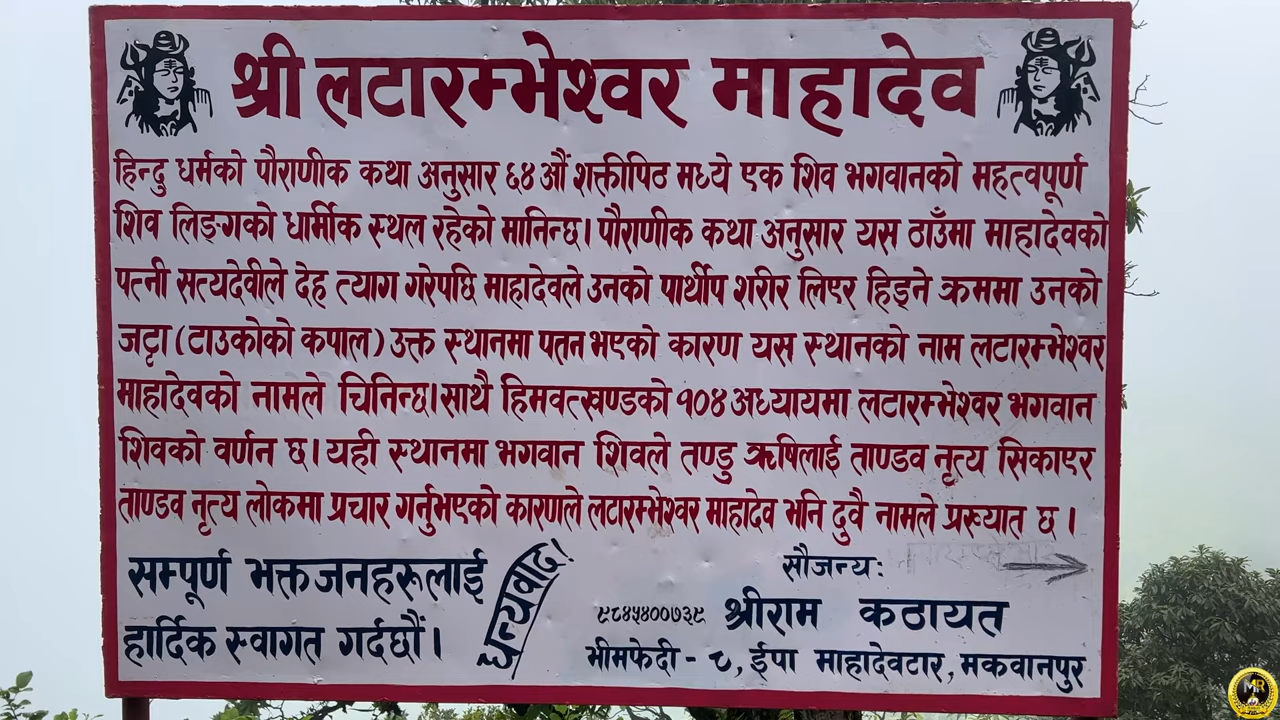 श्री लटारम्भेश्वर माहादेव
हिन्दु धर्मको पौराणीक कथा अनुसार ६४ औं शक्तीपिठ मध्ये एक शिव भगवानको महत्वपूर्ण
शिव लिङ्गको धार्मीक स्थल रहेको मानिन्छ। पौराणीक कथा अनुसार यस ठाउँमा माहादेवको
पत्नी सत्यदेवीले देह त्याग गरेपछि माहादेवले उनको पार्थीप शरीर लिएर हिड्ने क्रममा उनको
जट्टा (टाउकोको कपाल) उक्त स्थानमा पतन भएको कारण यस स्थानको नाम लटारम्भेश्वर
माहादेवको नामले चिनिन्छ। साथै हिमवत्खण्डको १०४ अध्यायमा लटारम्भेश्वर भगवान
शिवको वर्णन छ। यही स्थानमा भगवान शिवले तण्डु ऋषिलाई ताण्डव नृत्य सिकाएर
ताण्डव नृत्य लोकमा प्रचार गर्नुभएको कारणले लटारम्भेश्वर माहादेव भनि दुवै नामले प्रख्यात छ ।
सम्पूर्ण भक्तजनहरूलाई
हार्दिक स्वागत गर्दछौं।
धन्यवाद!
सौजन्य:
९८४५४००७३९ श्रीराम कठायत
भीमफेदी - ८, ईपा माहादेवटार, मकवानपुर
MR